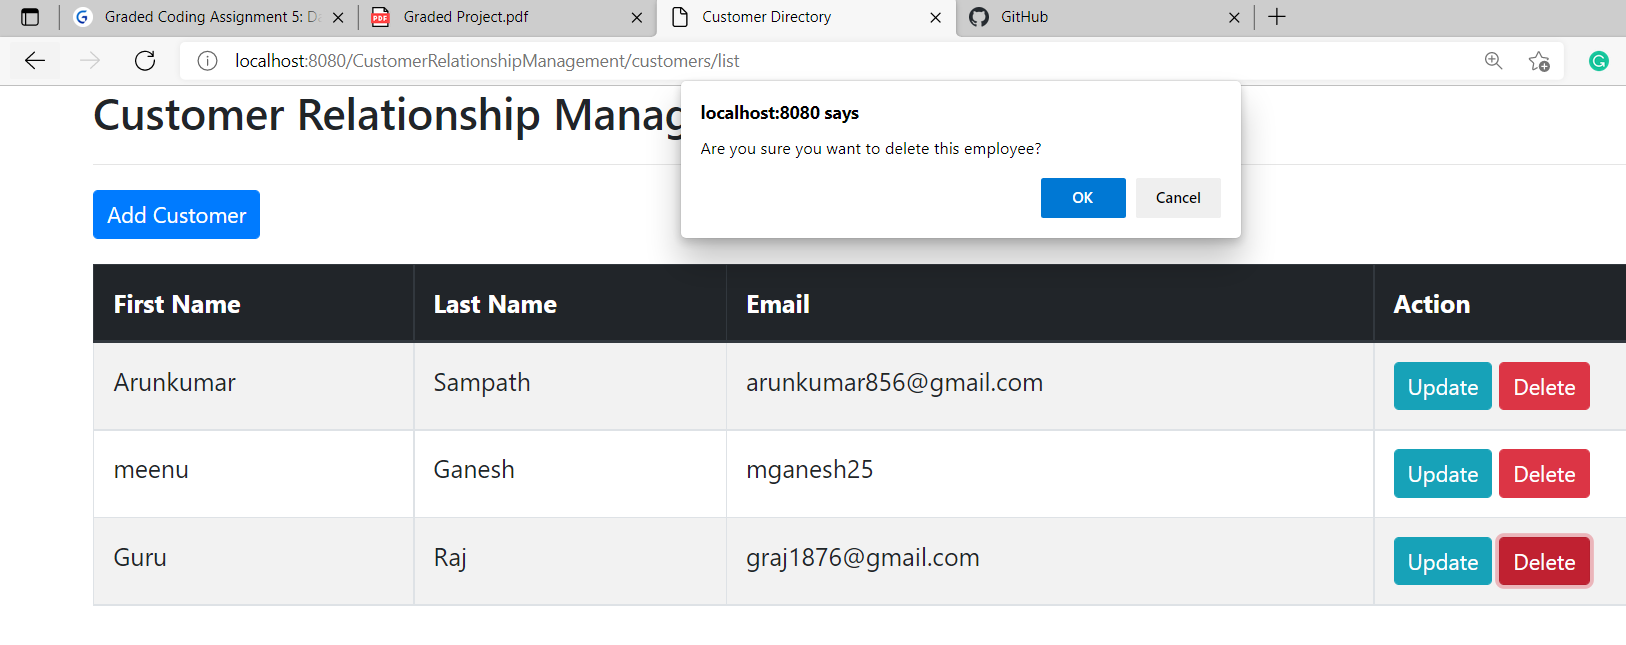 Graded Coding Assignment 5: D
Graded Project.pdf
Customer Directory
GitHub
localhost:8080/CustomerRelationshipManagement/customers/list
Customer Relationship Manag
localhost:8080 says
Are you sure you want to delete this employee?
OK Cancel
Add Customer
First Name Last Name Email Action
Arunkumar Sampath arunkumar856@gmail.com Update Delete
meenu Ganesh mganesh25 Update Delete
Guru Raj graj1876@gmail.com Update Delete